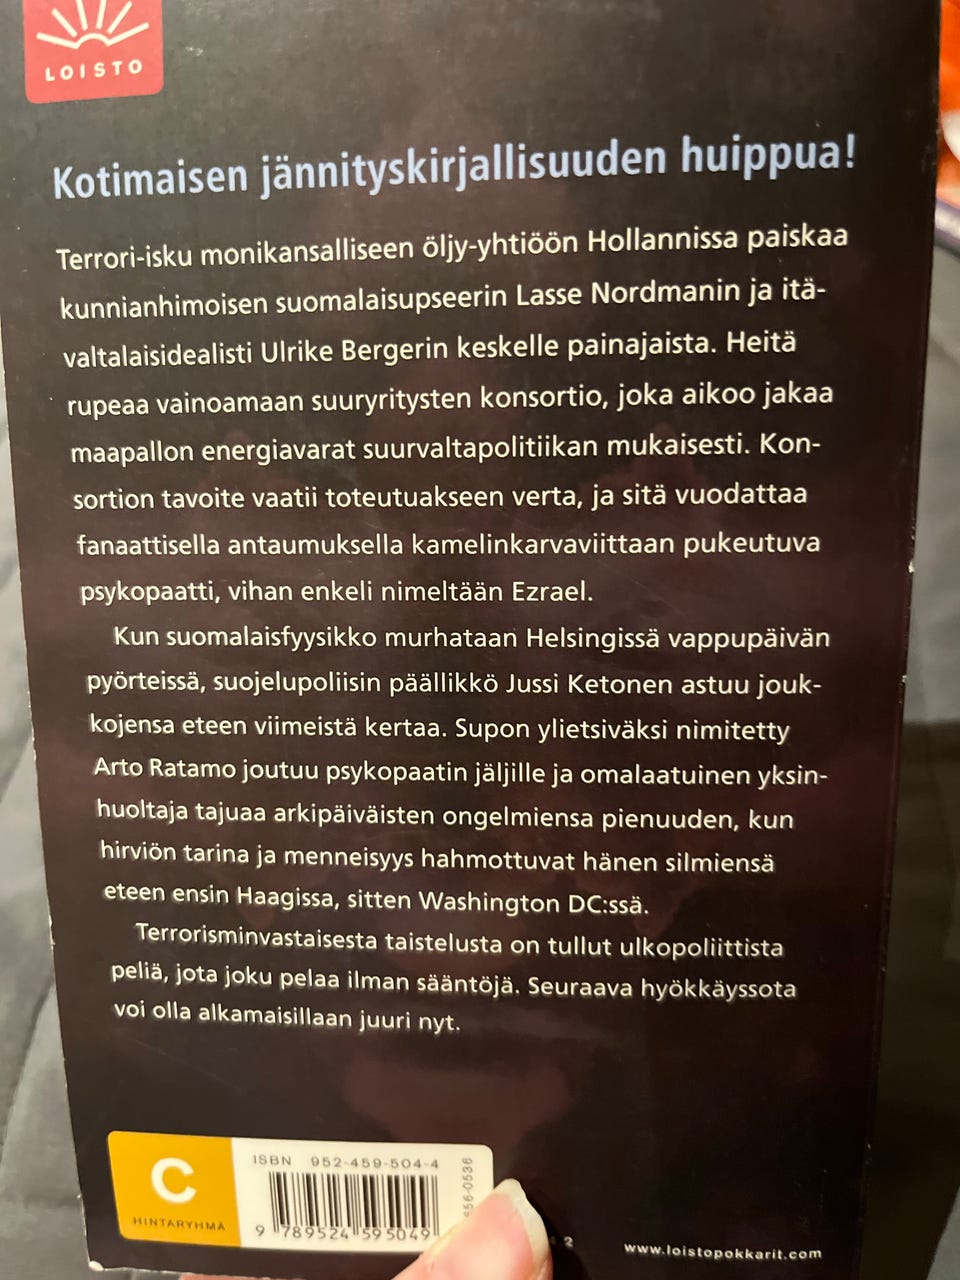 LOISTO
Kotimaisen jännityskirjallisuuden huippua!
Terrori-isku monikansalliseen öljy-yhtiöön Hollannissa paiskaa
kunnianhimoisen suomalaisupseerin Lasse Nordmanin ja itä-
valtalaisidealisti Ulrike Bergerin keskelle painajaista. Heitä
rupeaa vainoamaan suuryritysten konsortio, joka aikoo jakaa
maapallon energiavarat suurvaltapolitiikan mukaisesti. Kon-
sortion tavoite vaatii toteutuakseen verta, ja sitä vuodattaa
fanaattisella antaumuksella kamelinkarvaviittaan pukeutuva
psykopaatti, vihan enkeli nimeltään Ezrael.
Kun suomalaisfyysikko murhataan Helsingissä vappupäivän
pyörteissä, suojelupoliisin päällikkö Jussi Ketonen astuu jouk-
kojensa eteen viimeistä kertaa. Supon ylietsiväksi nimitetty
Arto Ratamo joutuu psykopaatin jäljille ja omalaatuinen yksin-
huoltaja tajuaa arkipäiväisten ongelmiensa pienuuden, kun
hirviön tarina ja menneisyys hahmottuvat hänen silmiensä
eteen ensin Haagissa, sitten Washington DC:ssä.
Terrorisminvastaisesta taistelusta on tullut ulkopoliittista
peliä, jota joku pelaa ilman sääntöjä. Seuraava hyökkäyssota
voi olla alkamaisillaan juuri nyt.
C
HINTARYHMÄ
ISBN 952-459-504-4
9 789524 595049
www.loistopokkarit.com